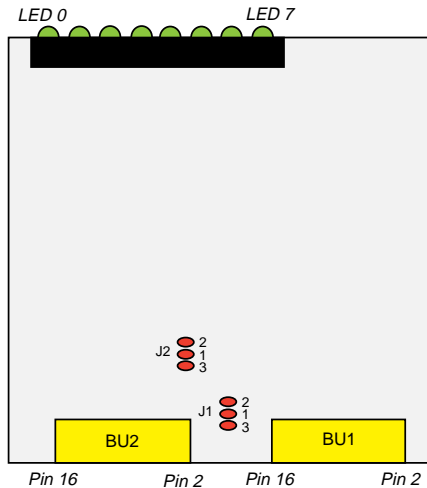 LED 0 LED 7
J2 2
1
3
J1 2
1
3
BU2 BU1
Pin 16 Pin 2 Pin 16 Pin 2